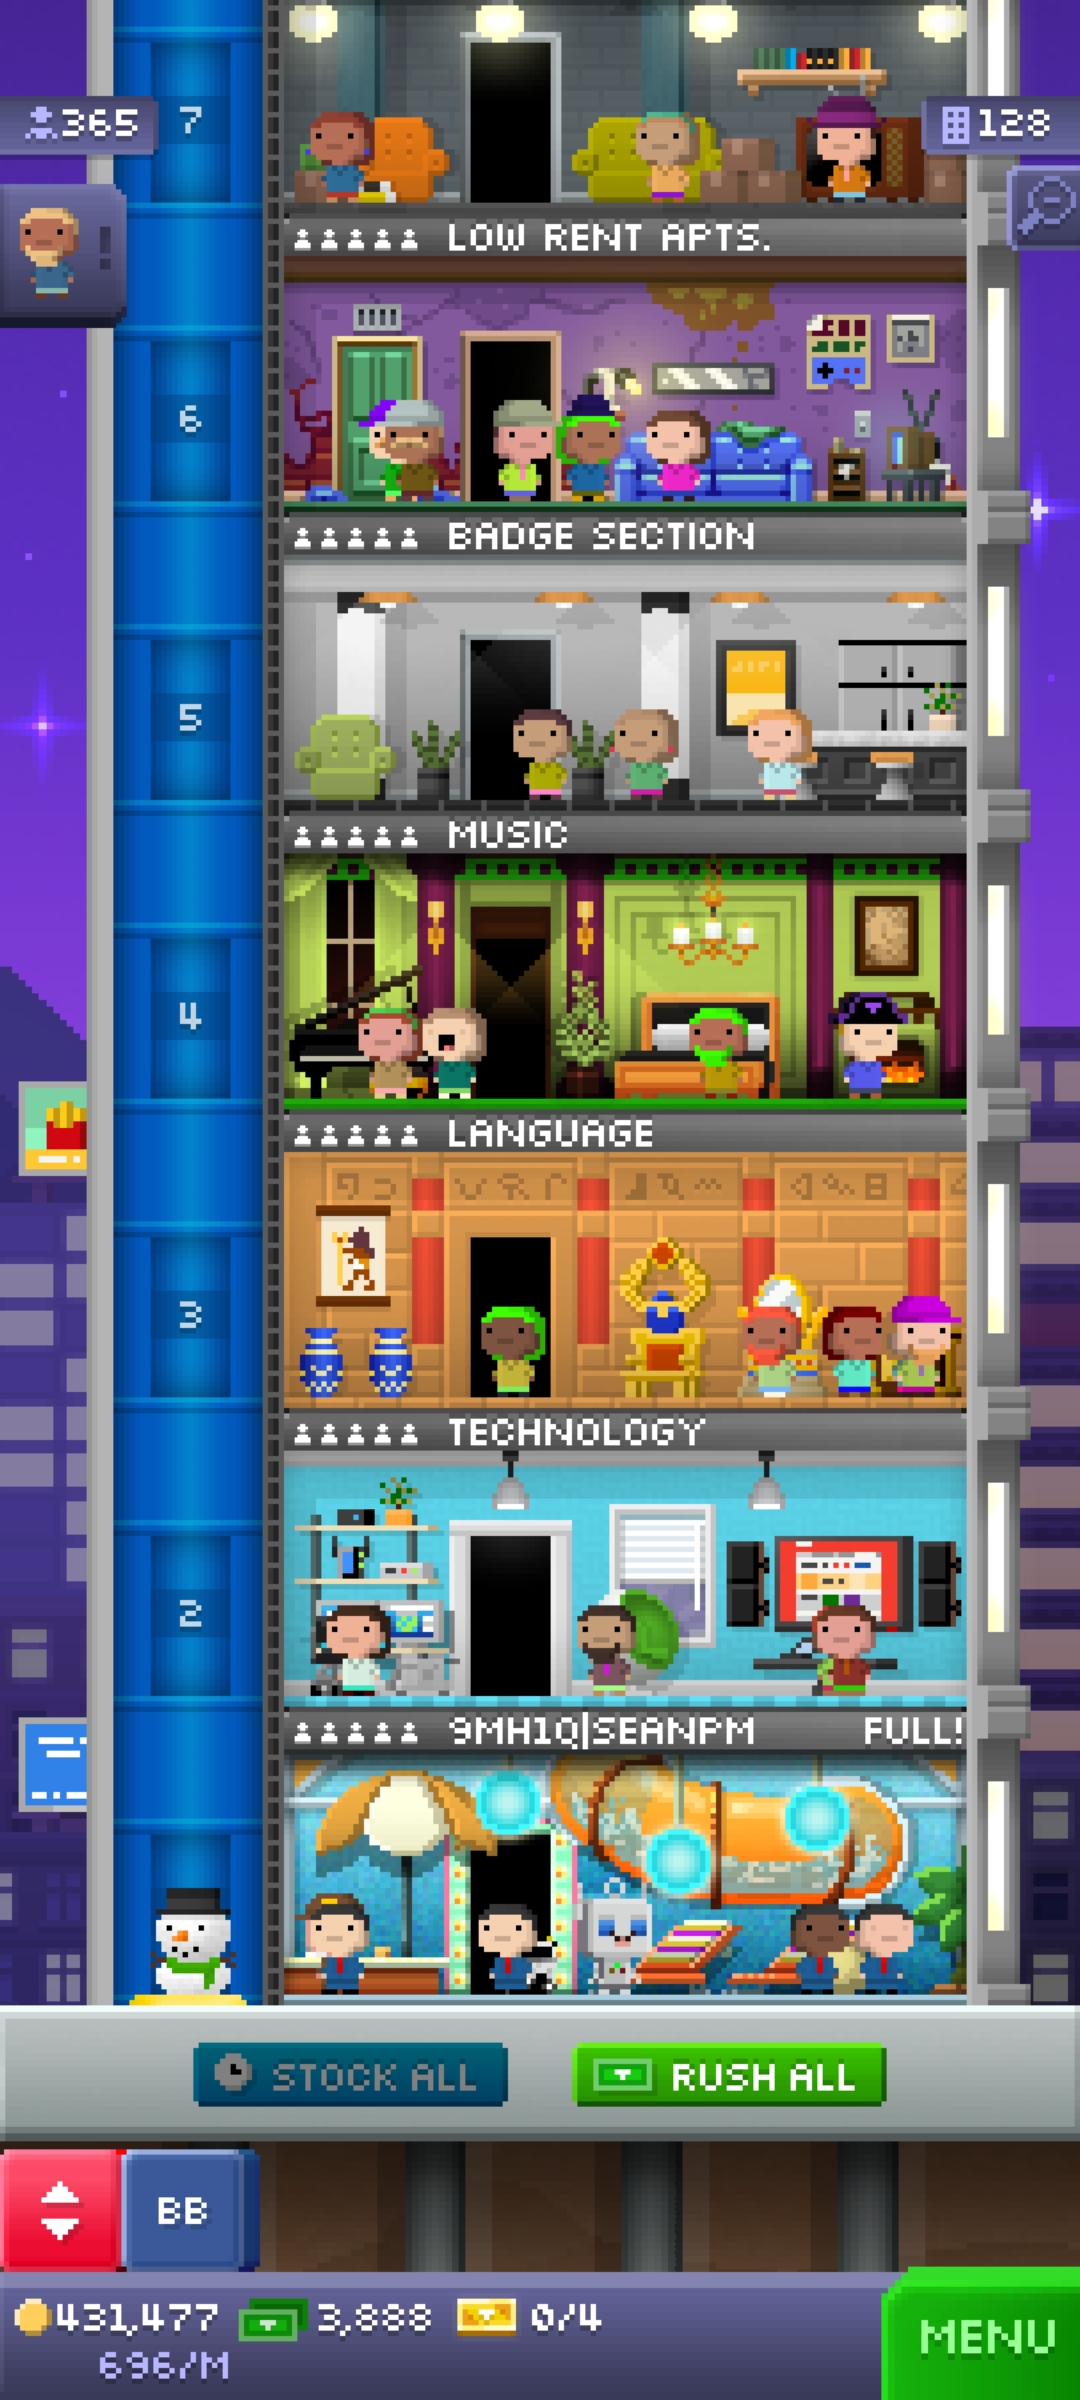 365
7
128
LOW RENT APTS.
6
BADGE SECTION
5
MUSIC
4
LANGUAGE
3
TECHNOLOGY
2
9MH1Q|SEANPM FULL!
STOCK ALL
RUSH ALL
BB
431,477 3,888 0/4
696/M
MENU